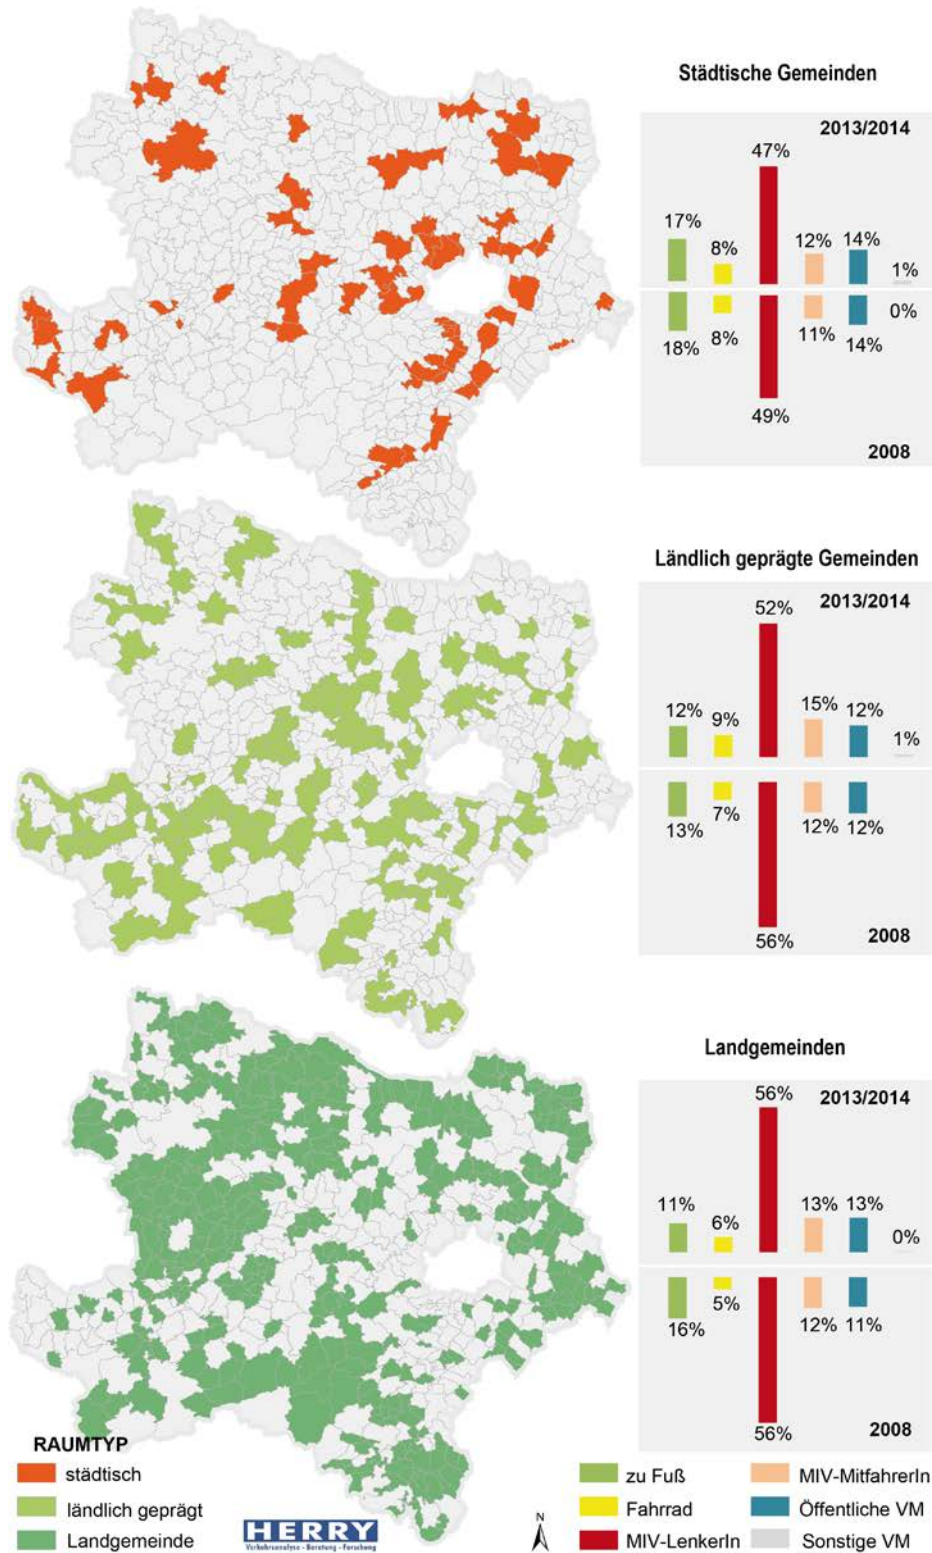 Städtische Gemeinden
2013/2014
47%
17%
8%
12%
14%
1%
18%
8%
49%
11%
14%
0%
2008
Ländlich geprägte Gemeinden
2013/2014
52%
12%
9%
15%
12%
1%
13%
7%
56%
12%
12%
2008
Landgemeinden
2013/2014
56%
11%
6%
13%
13%
0%
16%
5%
56%
12%
11%
2008
RAUMTYP
städtisch
ländlich geprägt
Landgemeinde
HERRY
Verkehrsanalyse - Beratung - Forschung
N
zu Fuß
Fahrrad
MIV-LenkerIn
MIV-MitfahrerIn
Öffentliche VM
Sonstige VM